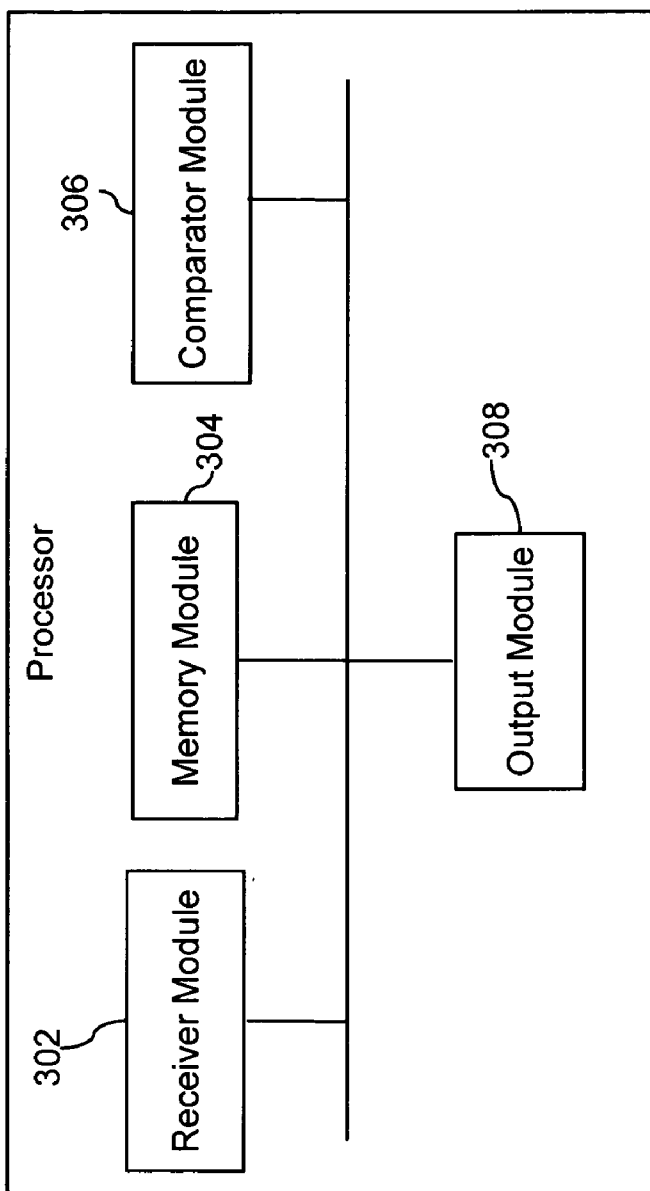 Processor
302
Receiver Module
304
Memory Module
306
Comparator Module
308
Output Module